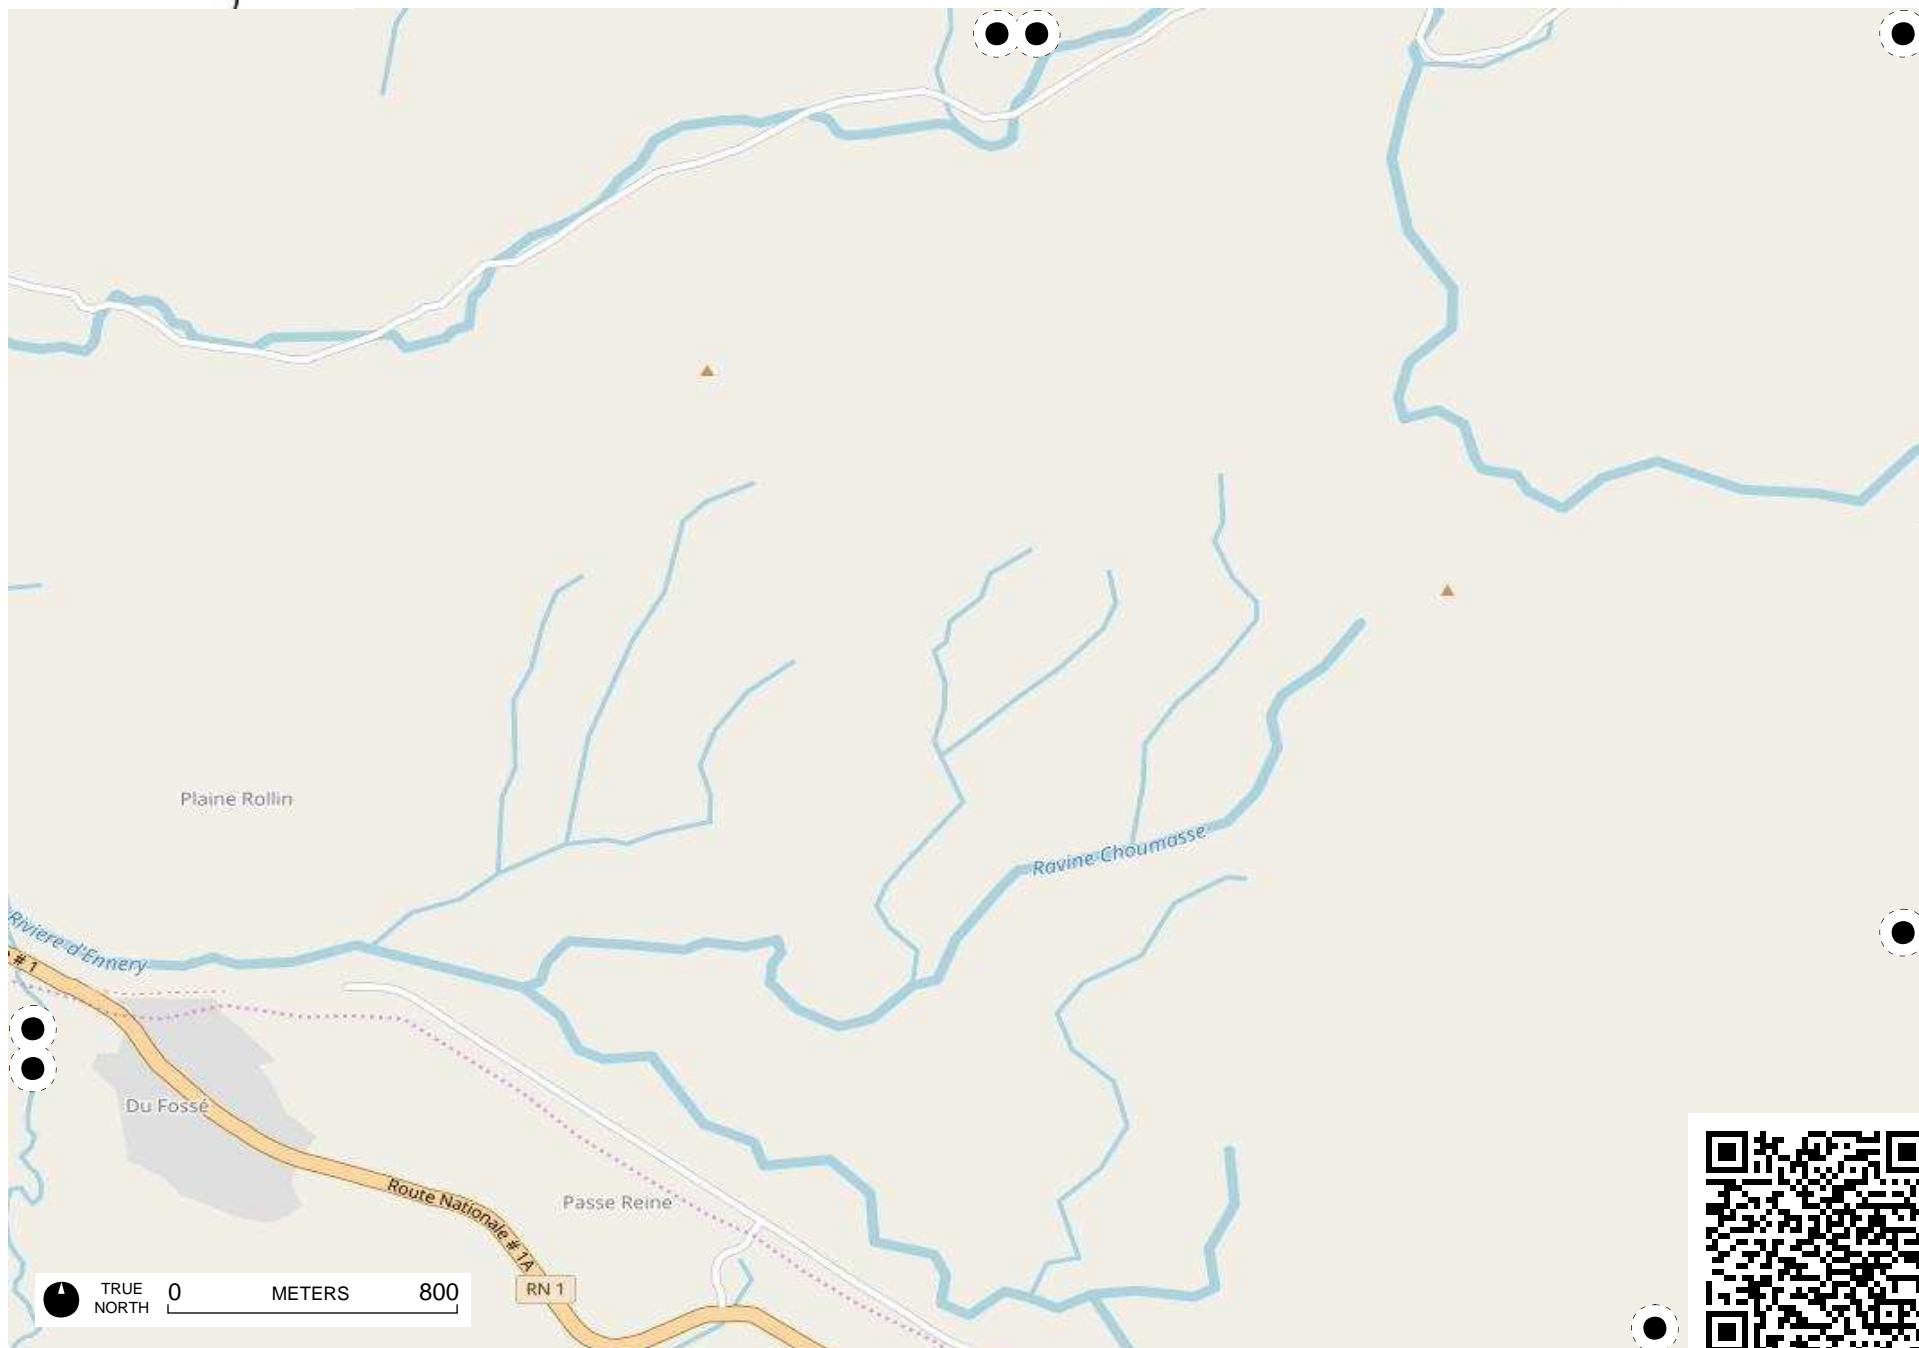 Plaine Rollin
Ravine Choumasse
Riviere d'Ennery
# 1
Du Fossé
Route Nationale # 1A
Passe Reine
RN 1
TRUE
NORTH
0 METERS 800